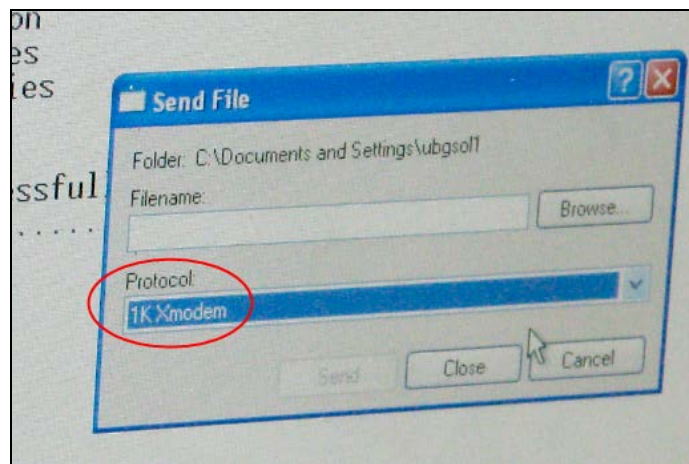 on
es
ies
Send File
Folder: C:\Documents and Settings\ubgsol1
ssful
Filename:
Browse...
.....
Protocol:
1K Xmodem
Send
Close
Cancel